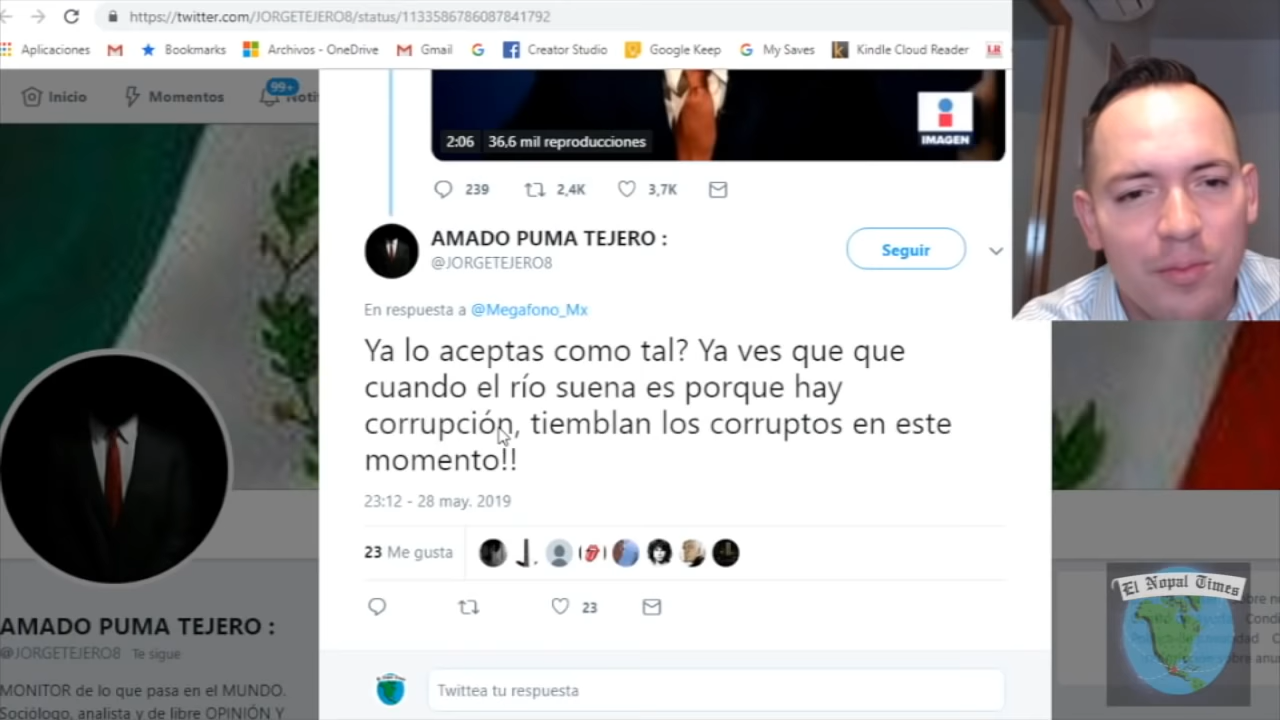 https://twitter.com/JORGETEJERO8/status/1133586786087841792
Aplicaciones Bookmarks Archivos - OneDrive Gmail Creator Studio Google Keep My Saves Kindle Cloud Reader LR
Inicio Momentos 99+
2:06 36,6 mil reproducciones
IMAGEN
239 2,4K 3,7K
AMADO PUMA TEJERO :
@JORGETEJERO8
Seguir
En respuesta a @Megafono_Mx
Ya lo aceptas como tal? Ya ves que que
cuando el río suena es porque hay
corrupción, tiemblan los corruptos en este
momento!!
23:12 - 28 may. 2019
23 Me gusta
23
Twittea tu respuesta
AMADO PUMA TEJERO :
@JORGETEJERO8 Te sigue
MONITOR de lo que pasa en el MUNDO.
Sociólogo, analista y de libre OPINIÓN Y
El Nopal Times